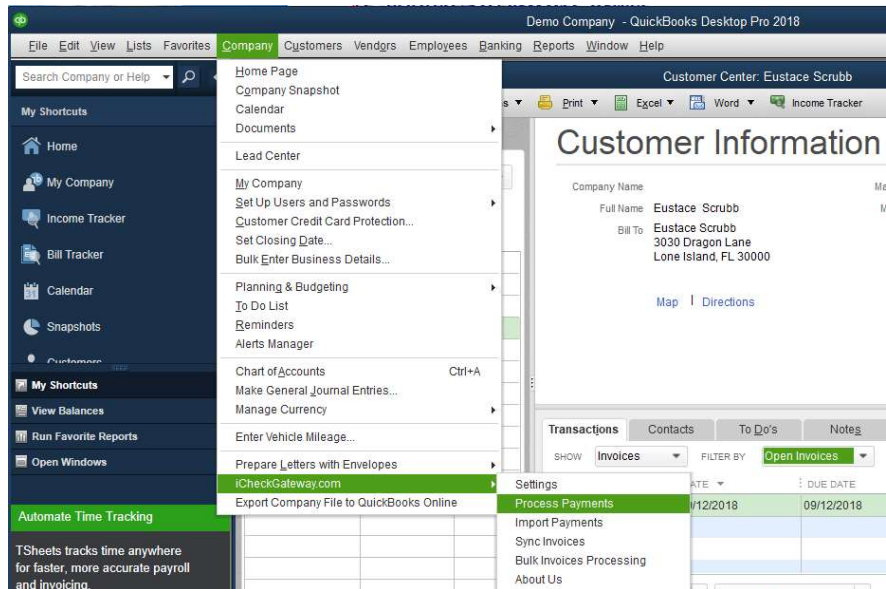 qb
Demo Company - QuickBooks Desktop Pro 2018
File Edit View Lists Favorites Company Customers Vendors Employees Banking Reports Window Help
Search Company or Help
My Shortcuts
Home
My Company
Income Tracker
Bill Tracker
Calendar
31
Snapshots
Customers
My Shortcuts
View Balances
Run Favorite Reports
Open Windows
Automate Time Tracking
TSheets tracks time anywhere
for faster, more accurate payroll
and invoicing.
Home Page
Company Snapshot
Calendar
Documents
Lead Center
My Company
Set Up Users and Passwords
Customer Credit Card Protection...
Set Closing Date...
Bulk Enter Business Details...
Planning & Budgeting
To Do List
Reminders
Alerts Manager
Chart of Accounts Ctrl+A
Make General Journal Entries...
Manage Currency
Enter Vehicle Mileage...
Prepare Letters with Envelopes
iCheckGateway.com
Export Company File to QuickBooks Online
Settings
Process Payments
Import Payments
Sync Invoices
Bulk Invoices Processing
About Us
Customer Center: Eustace Scrubb
Print Excel Word Income Tracker
Customer Information
Company Name
Full Name Eustace Scrubb
Bill To Eustace Scrubb
3030 Dragon Lane
Lone Island, FL 30000
Map | Directions
Transactions Contacts To Do's Notes
SHOW Invoices FILTER BY Open Invoices
DUE DATE
/12/2018 09/12/2018